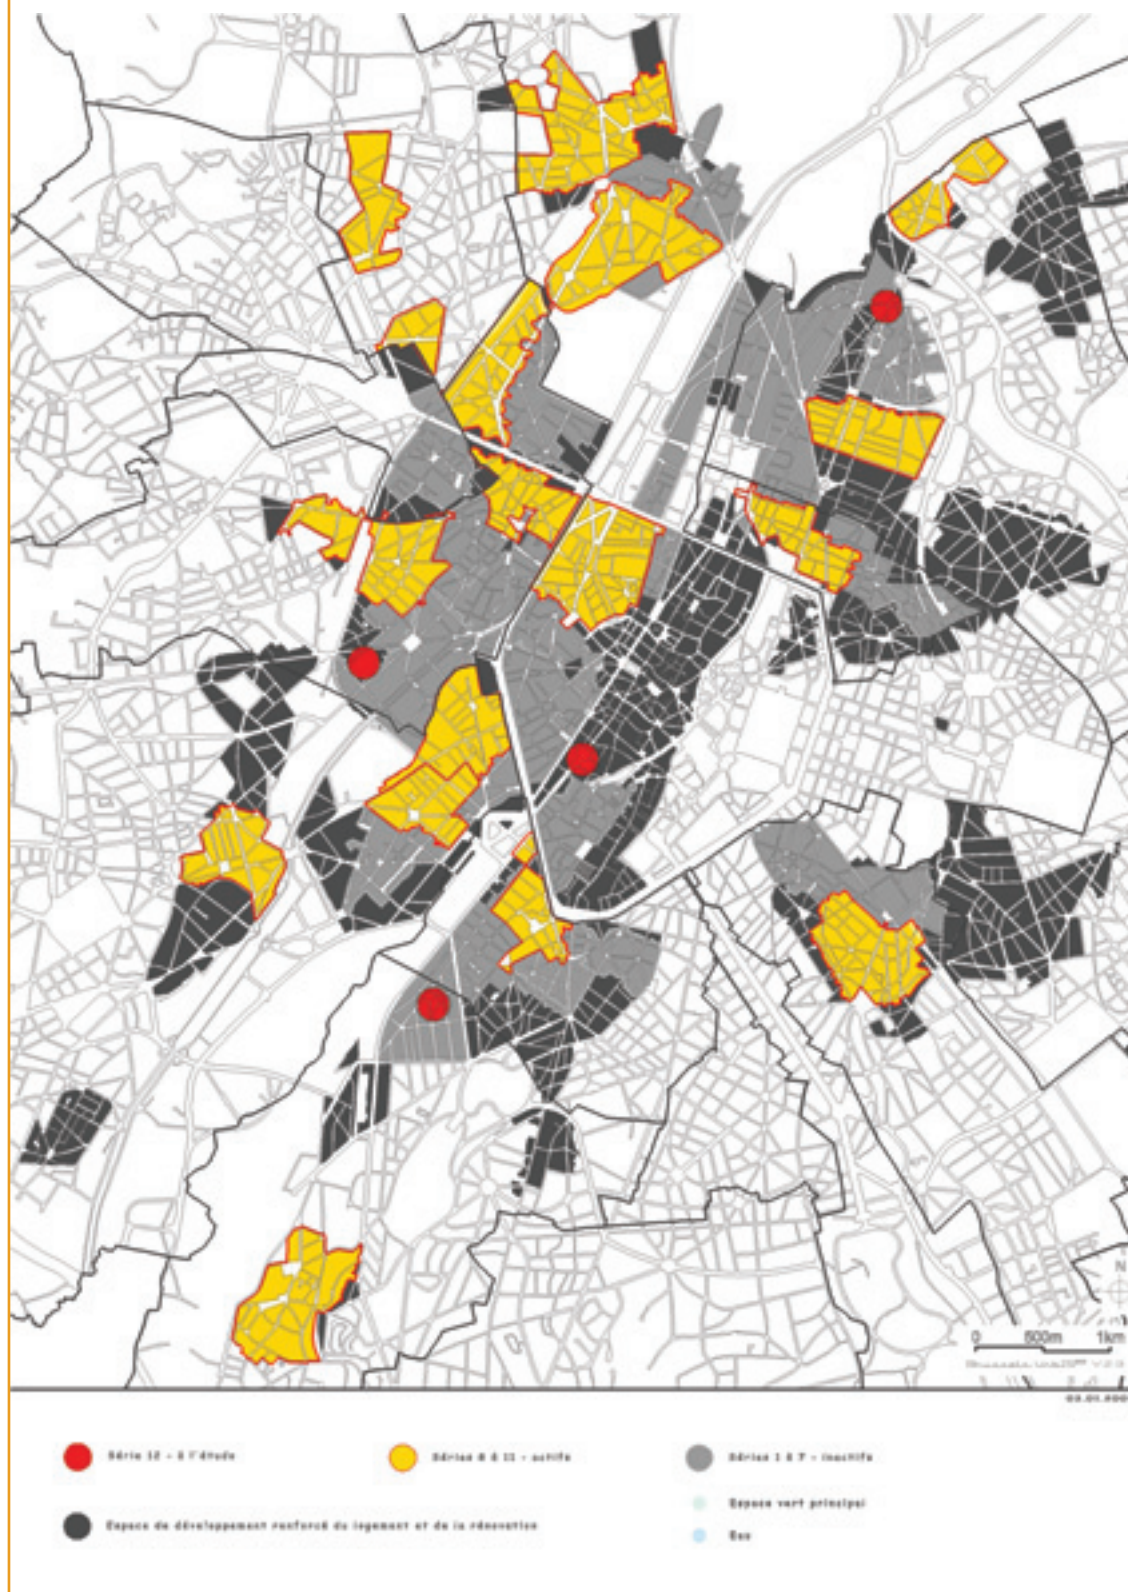 N
0 500m 1km
Série 12 - à l'étude
Séries 8 à 11 - actifs
Séries 1 à 7 - inactifs
Espace vert principal
Espace de développement renforcé du logement et de la rénovation
Eau